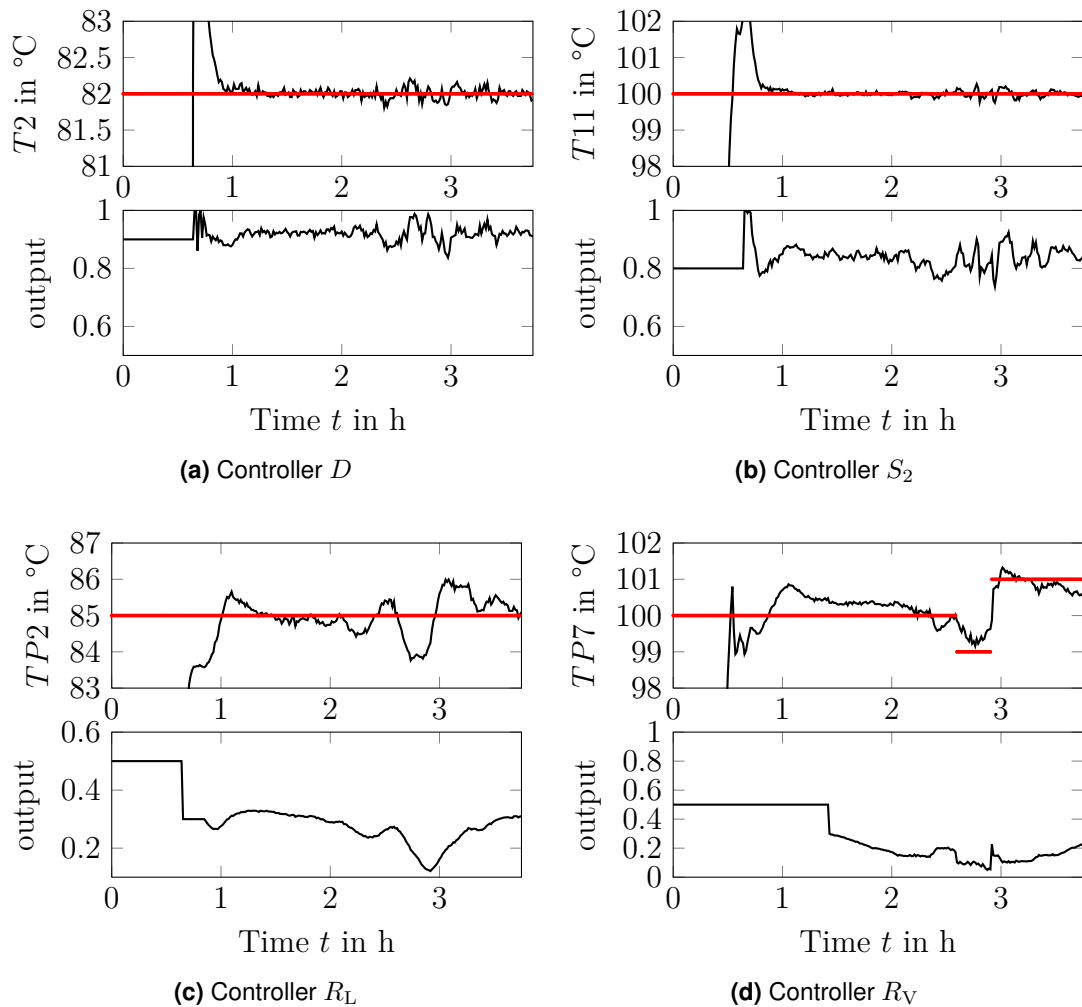 83
82.5
82
81.5
81
T2 in °C
0 1 2 3
1
0.8
0.6
output
0 1 2 3
Time t in h
(a) Controller D
102
101
100
99
98
T11 in °C
0 1 2 3
1
0.8
0.6
output
0 1 2 3
Time t in h
(b) Controller S₂
87
86
85
84
83
TP2 in °C
0 1 2 3
0.6
0.4
0.2
output
0 1 2 3
Time t in h
(c) Controller R_L
102
101
100
99
98
TP7 in °C
0 1 2 3
1
0.8
0.6
0.4
0.2
0
output
0 1 2 3
Time t in h
(d) Controller R_V